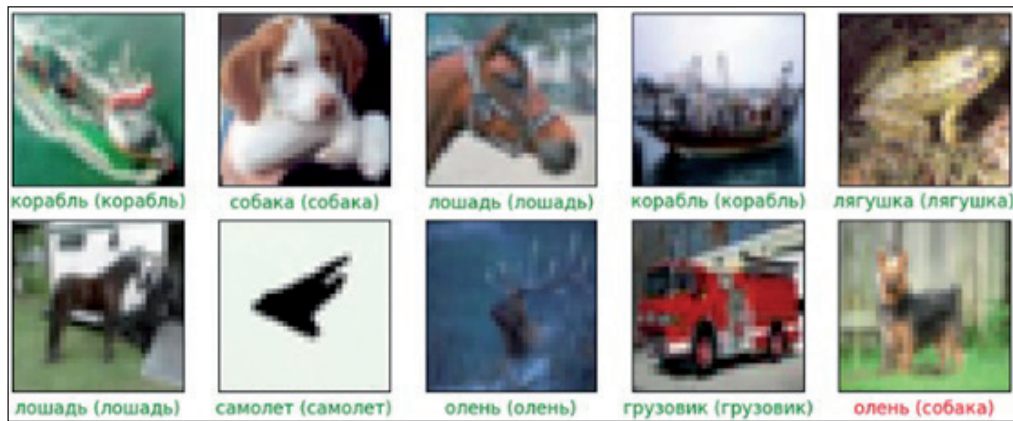 корабль (корабль) собака (собака) лошадь (лошадь) корабль (корабль) лягушка (лягушка)
лошадь (лошадь) самолет (самолет) олень (олень) грузовик (грузовик) олень (собака)